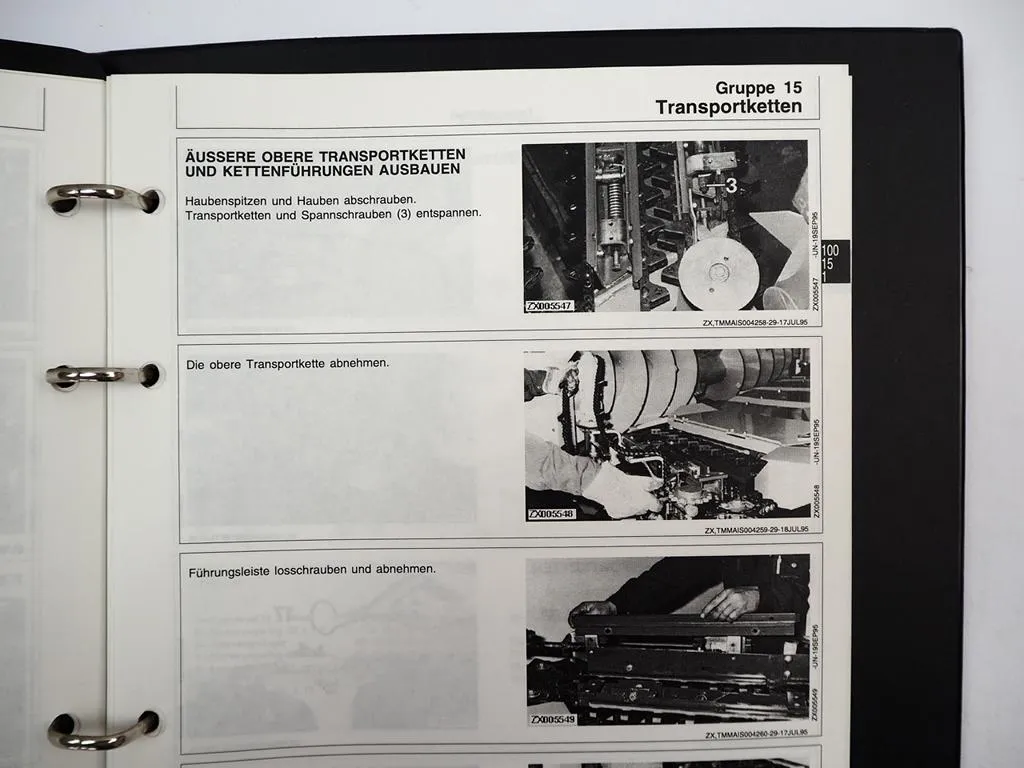 Gruppe 15
Transportketten
ÄUSSERE OBERE TRANSPORTKETTEN
UND KETTENFÜHRUNGEN AUSBAUEN
Haubenspitzen und Hauben abschrauben.
Transportketten und Spannschrauben (3) entspannen.
3
ZX005547
-UN-19SEP95
ZX005547
100
15
1
ZX,TMMAIS004258-29-17JUL95
Die obere Transportkette abnehmen.
ZX005548
-UN-19SEP95
ZX005548
ZX,TMMAIS004259-29-18JUL95
Führungsleiste losschrauben und abnehmen.
ZX005549
-UN-19SEP95
ZX005549
ZX,TMMAIS004260-29-17JUL95